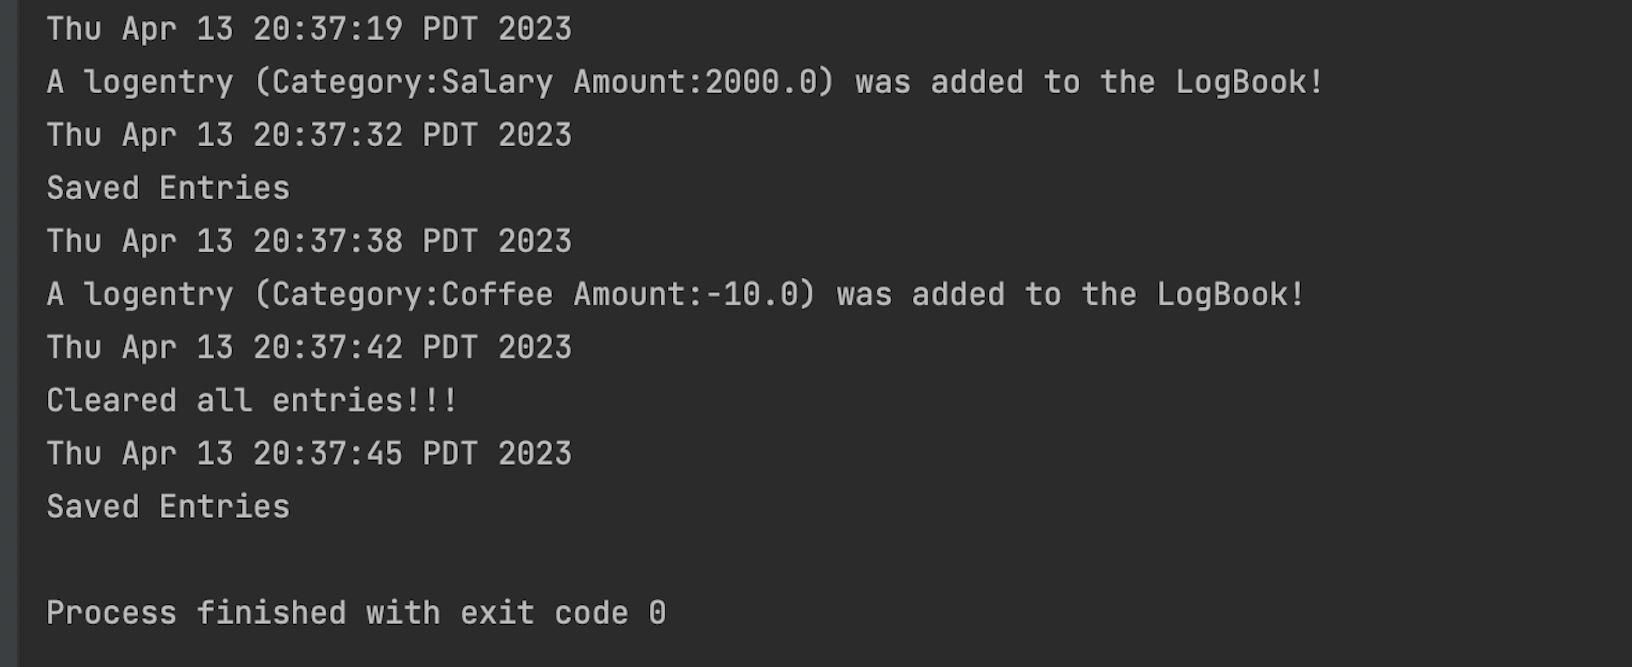 Thu Apr 13 20:37:19 PDT 2023
A logentry (Category:Salary Amount:2000.0) was added to the LogBook!
Thu Apr 13 20:37:32 PDT 2023
Saved Entries
Thu Apr 13 20:37:38 PDT 2023
A logentry (Category:Coffee Amount:-10.0) was added to the LogBook!
Thu Apr 13 20:37:42 PDT 2023
Cleared all entries!!!
Thu Apr 13 20:37:45 PDT 2023
Saved Entries
Process finished with exit code 0